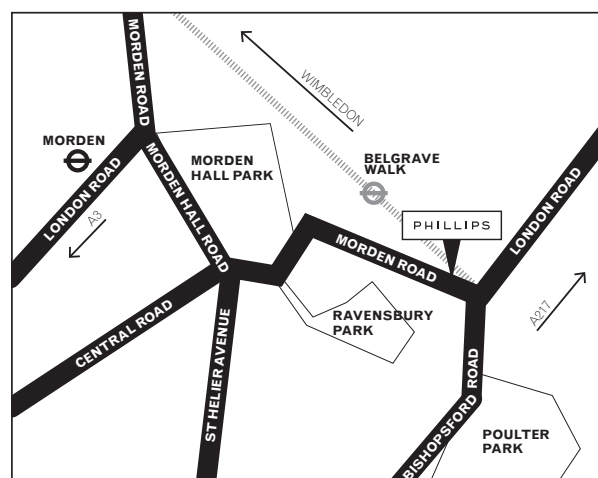 MORDEN ROAD
WIMBLEDON
MORDEN
LONDON ROAD
A3
MORDEN HALL ROAD
MORDEN
HALL PARK
BELGRAVE
WALK
PHILLIPS
LONDON ROAD
MORDEN ROAD
A217
CENTRAL ROAD
ST HELIER AVENUE
RAVENSBURY
PARK
BISHOPSFORD
ROAD
POULTER
PARK